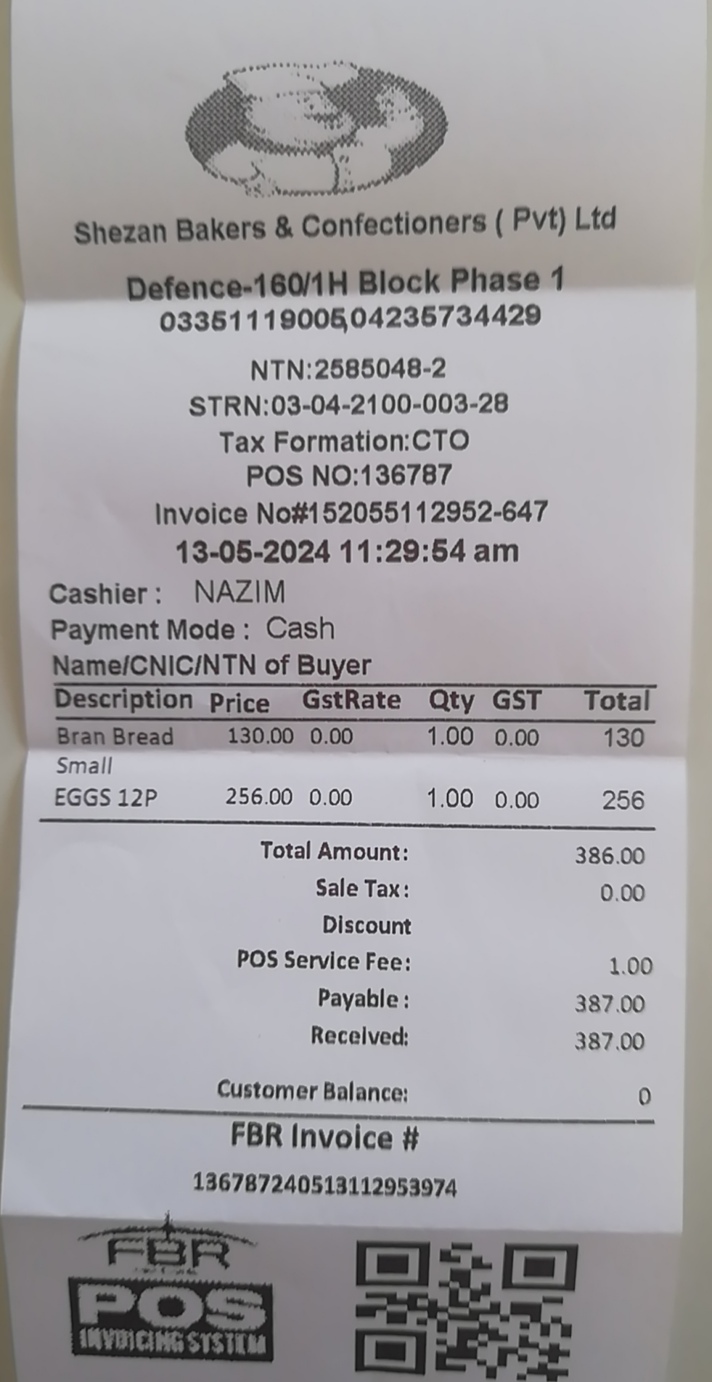 Shezan Bakers & Confectioners ( Pvt) Ltd
Defence-160/1H Block Phase 1
03351119005,04235734429
NTN:2585048-2
STRN:03-04-2100-003-28
Tax Formation:CTO
POS NO:136787
Invoice No#152055112952-647
13-05-2024 11:29:54 am
Cashier : NAZIM
Payment Mode : Cash
Name/CNIC/NTN of Buyer
Description Price GstRate Qty GST Total
Bran Bread 130.00 0.00 1.00 0.00 130
Small
EGGS 12P 256.00 0.00 1.00 0.00 256
Total Amount: 386.00
Sale Tax: 0.00
Discount
POS Service Fee: 1.00
Payable : 387.00
Received: 387.00
Customer Balance: 0
FBR Invoice #
136787240513112953974
FBR
POS
INVOICING SYSTEM